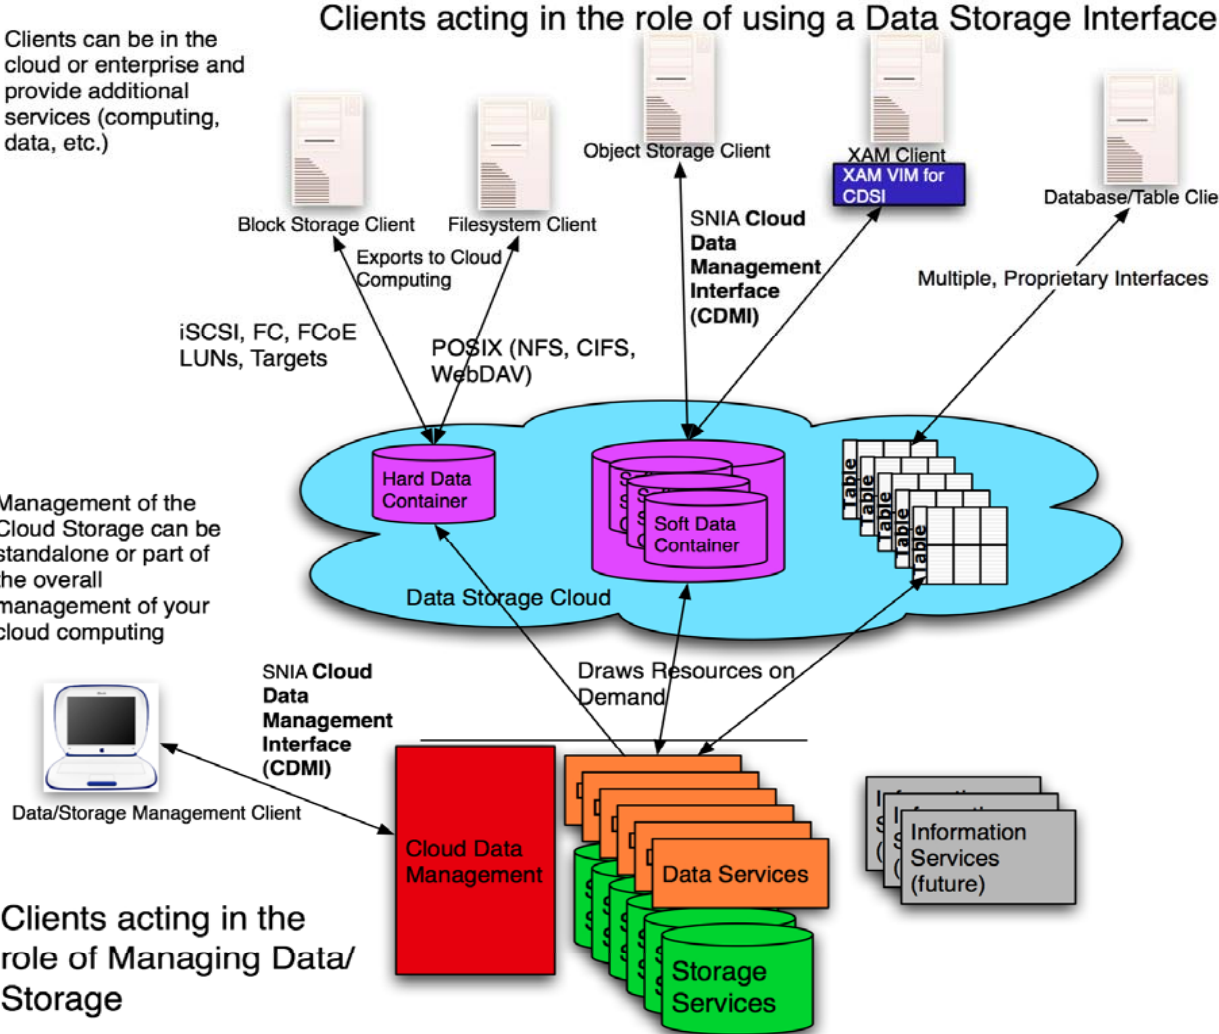 Clients acting in the role of using a Data Storage Interface
Clients can be in the
cloud or enterprise and
provide additional
services (computing,
data, etc.)
Object Storage Client
XAM Client
XAM VIM for
CDSI
Database/Table Clie
Block Storage Client
Filesystem Client
Exports to Cloud
Computing
SNIA Cloud
Data
Management
Interface
(CDMI)
Multiple, Proprietary Interfaces
iSCSI, FC, FCoE
LUNs, Targets
POSIX (NFS, CIFS,
WebDAV)
Hard Data
Container
Soft Data
Container
Table
Table
Table
Table
Table
Management of the
Cloud Storage can be
standalone or part of
the overall
management of your
cloud computing
Data Storage Cloud
Draws Resources on
Demand
SNIA Cloud
Data
Management
Interface
(CDMI)
Data/Storage Management Client
Cloud Data
Management
Data Services
Storage
Services
Information
Services
(future)
Clients acting in the
role of Managing Data/
Storage